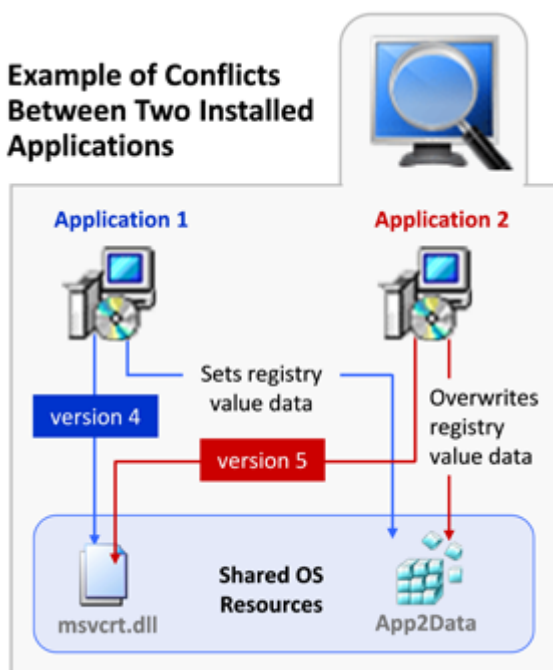 Example of Conflicts
Between Two Installed
Applications
Application 1
Application 2
Sets registry
value data
version 4
Overwrites
registry
value data
version 5
Shared OS
Resources
msvcrt.dll
App2Data